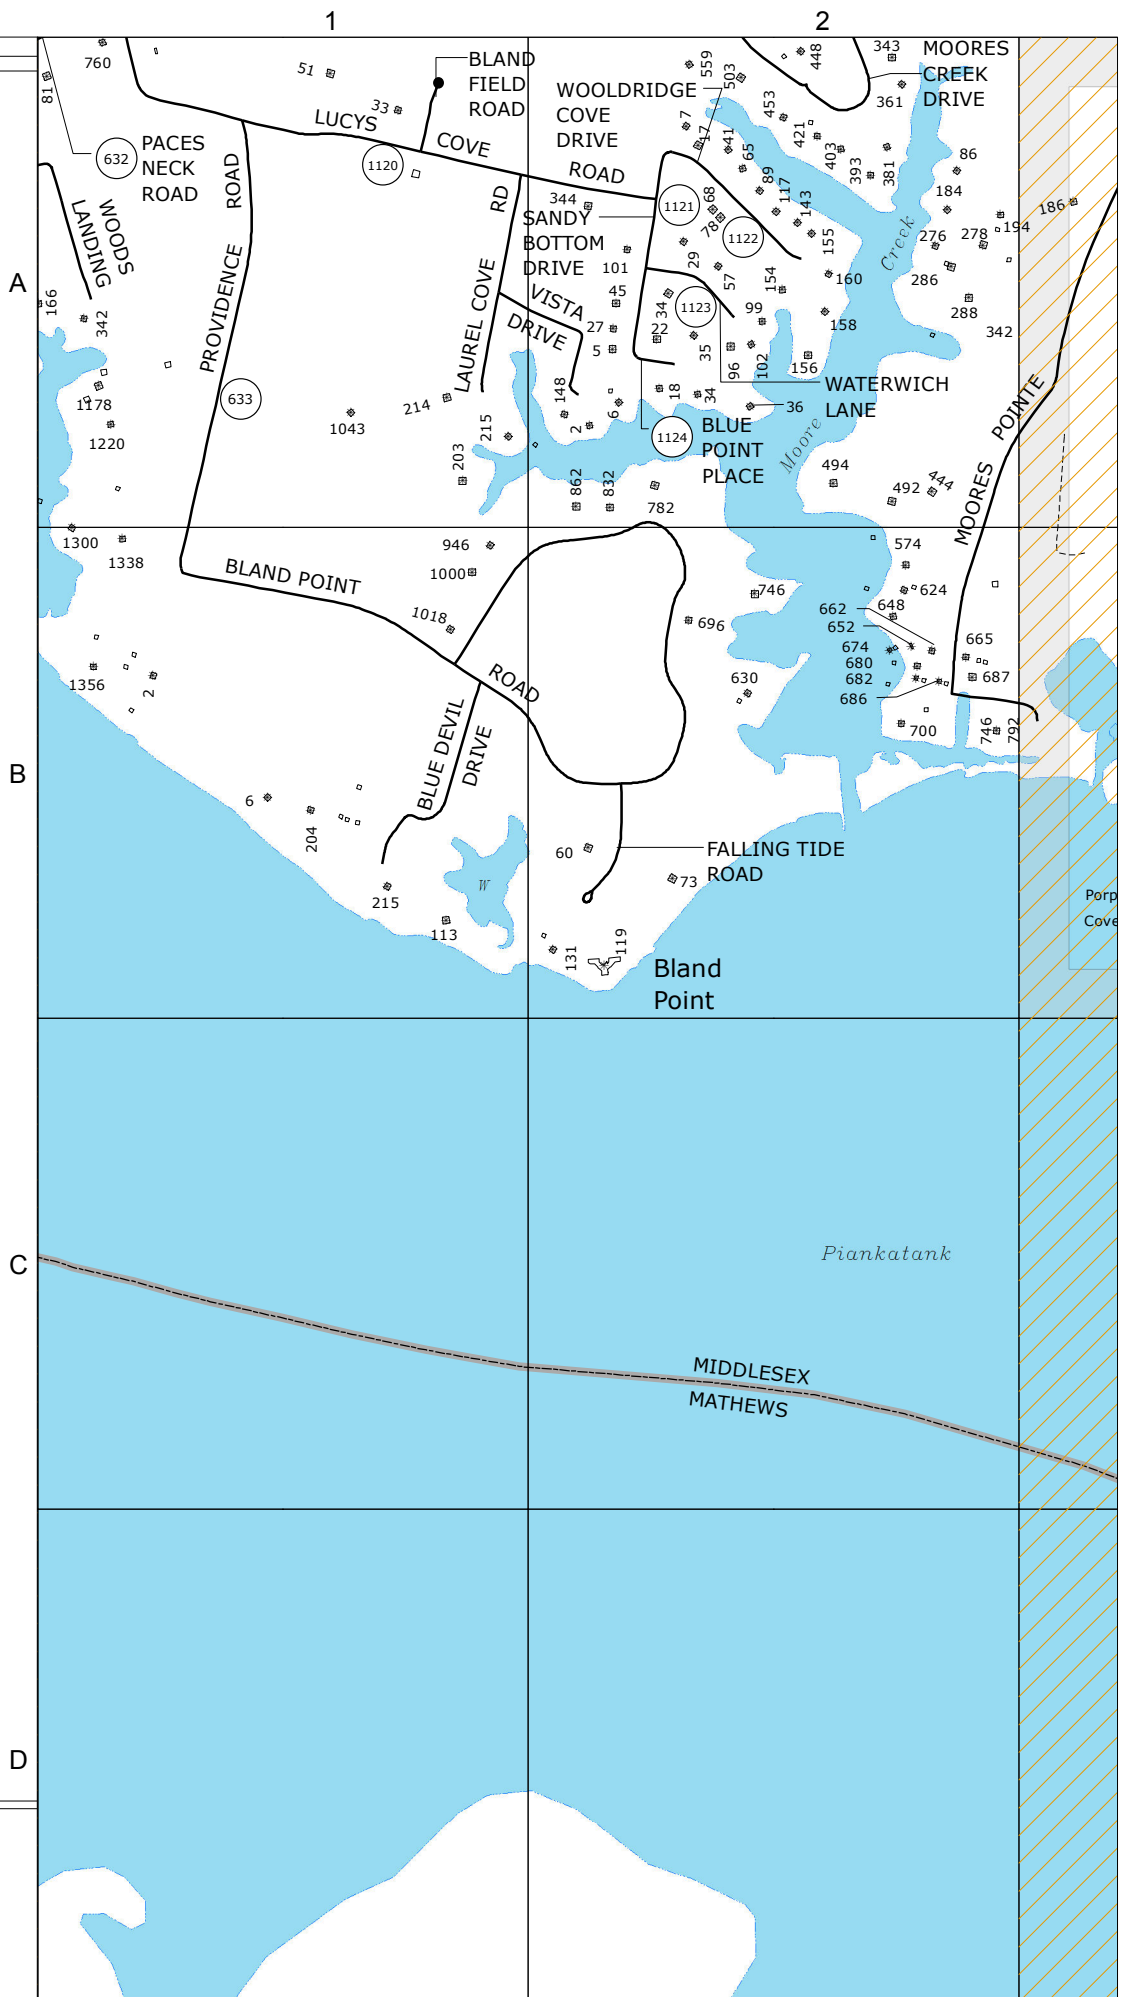 1
2
760
81
51
33
BLAND
FIELD
ROAD
559
503
448
343
MOORES
CREEK
DRIVE
361
WOOLDRIDGE
COVE
DRIVE
632
PACES
NECK
ROAD
LUCYS
COVE
ROAD
1120
7
17
41
65
89
117
143
155
453
421
403
393
381
86
184
186
194
276
278
286
288
342
WOODS
LANDING
PROVIDENCE
ROAD
LAUREL COVE
RD
344
SANDY
BOTTOM
DRIVE
1121
68
78
1122
29
57
154
160
Creek
A
166
342
101
45
VISTA
DRIVE
27
5
34
22
1123
35
99
96
102
158
156
WATERWICH
LANE
1178
1220
633
1043
214
203
215
148
2
6
18
34
36
1124
BLUE
POINT
PLACE
Moore
494
492
444
MOORES
POINTE
862
832
782
1300
1338
946
1000
1018
BLAND POINT
ROAD
574
624
746
696
662
648
652
674
680
682
686
665
687
630
700
746
792
1356
2
BLUE DEVIL
DRIVE
B
6
204
60
FALLING TIDE
ROAD
73
W
215
113
131
119
Bland
Point
Porp
Cove
C
Piankatank
MIDDLESEX
MATHEWS
D